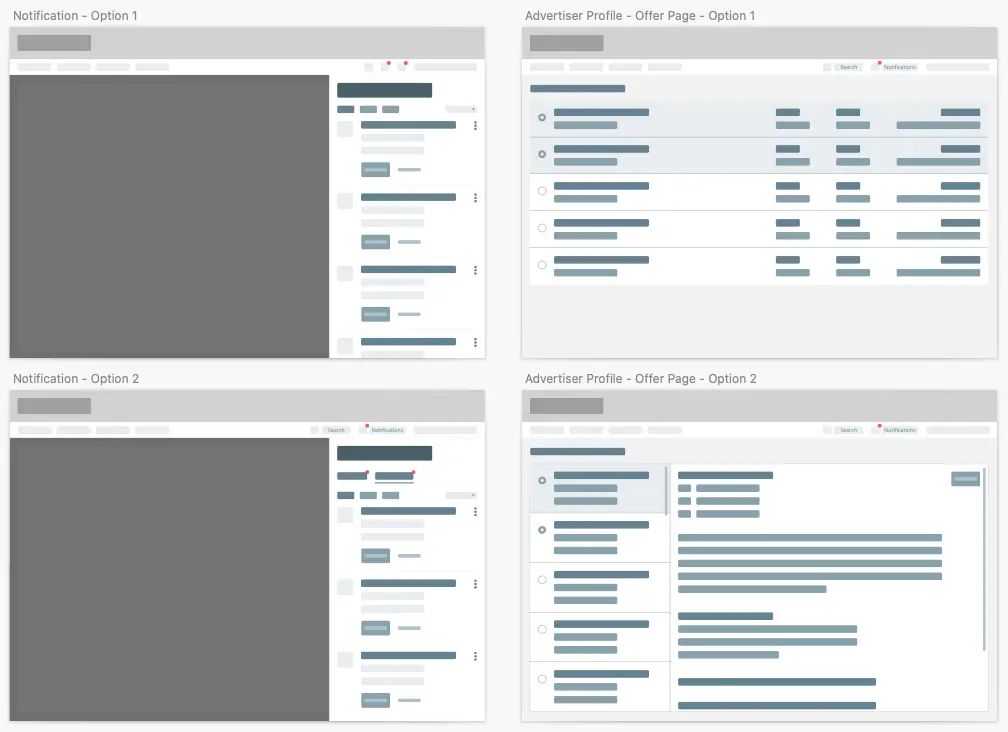 Notification - Option 1
Advertiser Profile - Offer Page - Option 1
Search
Notifications
Notification - Option 2
Advertiser Profile - Offer Page - Option 2
Search
Notifications
Search
Notifications